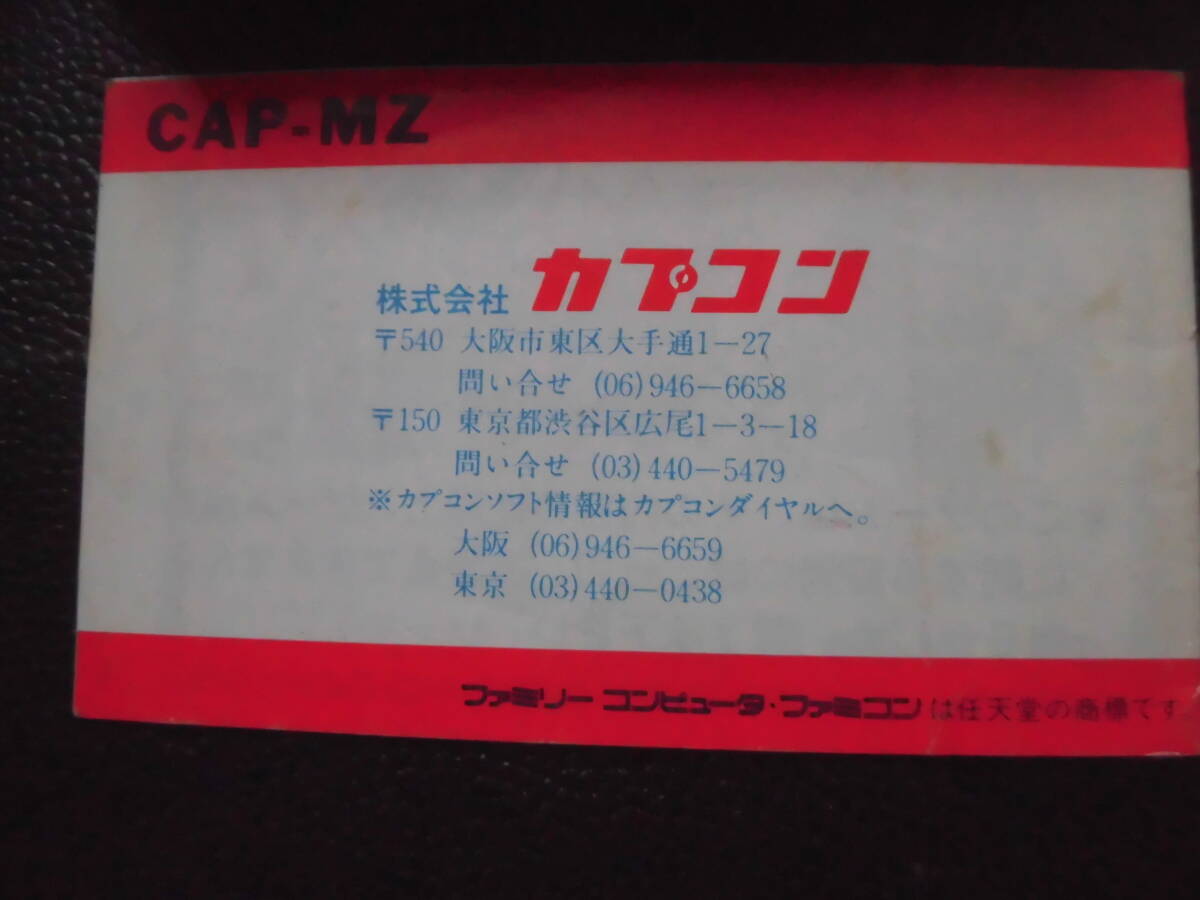 CAP-MZ
株式会社 カプコン
〒540 大阪市東区大手通1-27
問い合せ (06)946-6658
〒150 東京都渋谷区広尾1-3-18
問い合せ (03)440-5479
※カプコンソフト情報はカプコンダイヤルへ。
大阪 (06)946-6659
東京 (03)440-0438
ファミリーコンピュータ・ファミコンは任天堂の商標です。